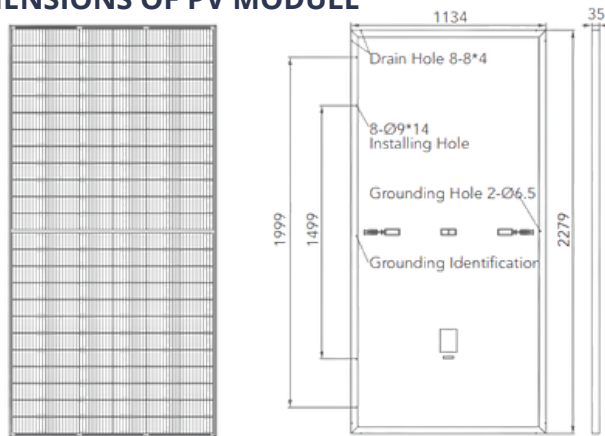 DIMENSIONS OF PV MODULE
1134
35
Drain Hole 8-8*4
8-Ø9*14
Installing Hole
Grounding Hole 2-Ø6.5
1999
1499
2279
Grounding Identification